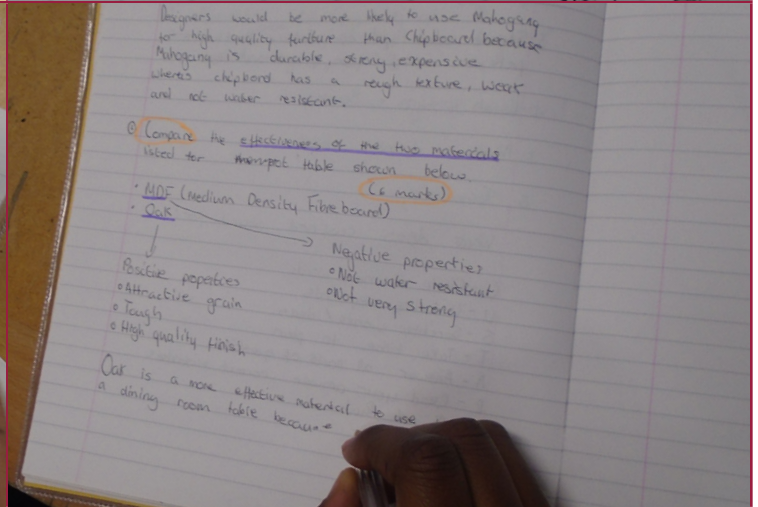 Designers would be more likely to use Mahogany
for high quality furniture than chipboard because
Mahogany is durable, strong, expensive
wheres chipbord has a rough texture, weak
and not water resistant.
Compare the effectiveness of the two materials
listed for the table shown below.
(6 marks)
• MDF (Medium Density Fibreboard)
• Oak
Negative properties
• Not water resistant
• Not very strong
Positive properties
• Attractive grain
• Tough
• High quality finish
Oak is a more effective material to use
a dining room table because